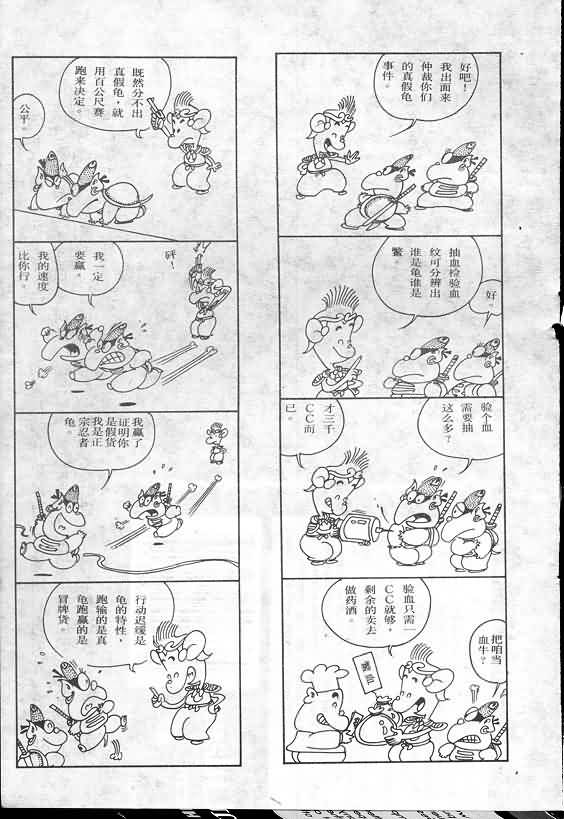 好吧!
我出面来
仲裁你们
的真假龟
事件。
好。
抽血检验血
纹可分辨出
谁是龟谁是
鳖。
验个血
需要抽
这么多?
才三千
CC而
已。
把咱当
血牛?
验血只需一
CC就够,
剩余的卖去
做药酒。
鳖血
既然分不出
真假龟,就
用百公尺赛
跑来决定。
公平。
砰!
我一定
要赢。
我的速度
比你行。
我赢了
证明你
是假货
我是正
宗忍者
龟。
行动迟缓是
龟的特性,
跑输的是真
龟跑赢的是
冒牌货。